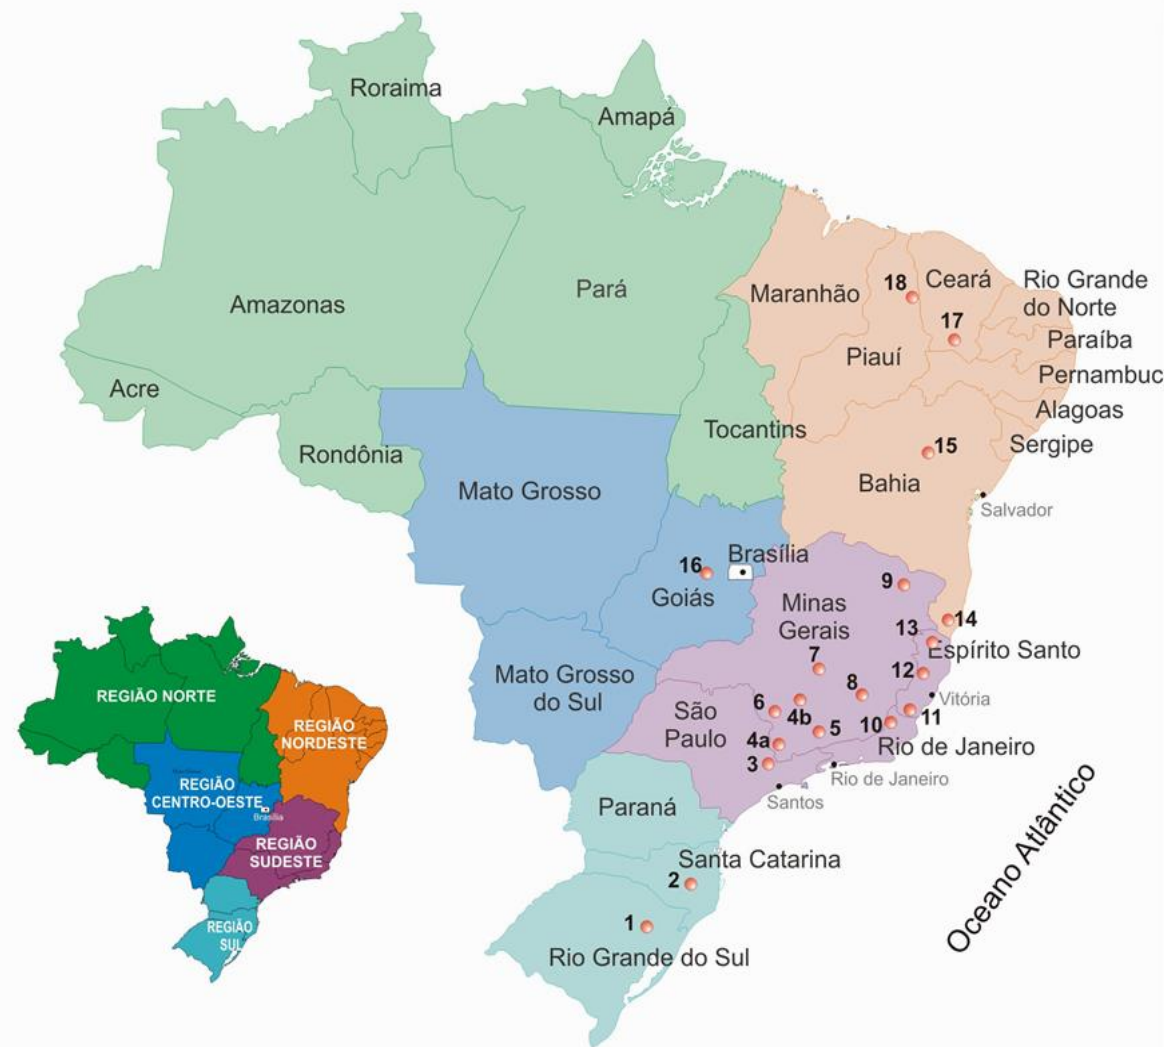 Roraima
Amapá
Amazonas
Pará
Maranhão
18
Ceará
Rio Grande
do Norte
17
Paraíba
Piauí
Pernambuc
Acre
Alagoas
Tocantins
Sergipe
Rondônia
15
Mato Grosso
Bahia
Salvador
Brasília
16
Goiás
9
Minas
Gerais
14
13
Espírito Santo
7
12
Mato Grosso
do Sul
8
Vitória
6
4b
São
Paulo
11
10
5
4a
Rio de Janeiro
3
Rio de Janeiro
Santos
Paraná
Santa Catarina
2
1
Rio Grande do Sul
Oceano Atlântico
REGIÃO NORTE
REGIÃO
NORDESTE
REGIÃO
CENTRO-OESTE
Brasília
REGIÃO
SUDESTE
REGIÃO
SUL